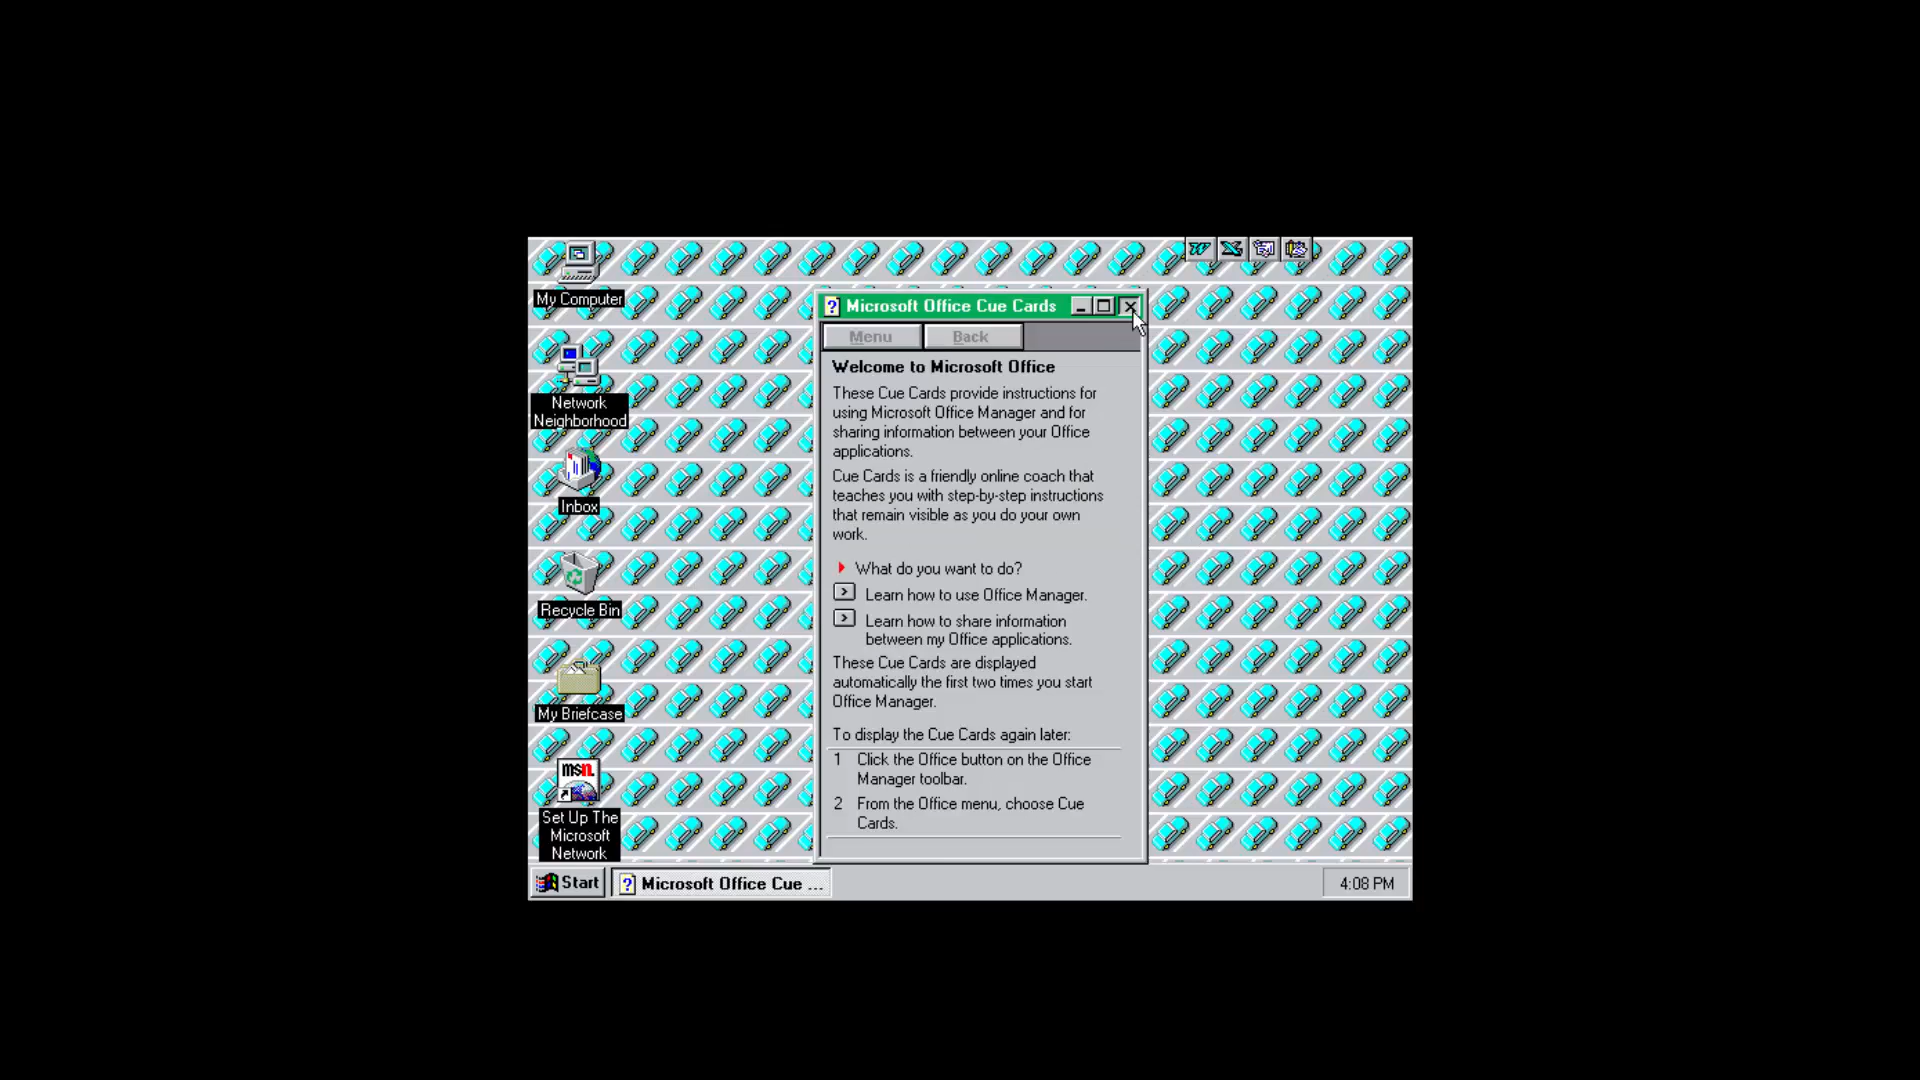 My Computer
Microsoft Office Cue Cards
Menu
Back
Welcome to Microsoft Office
These Cue Cards provide instructions for
using Microsoft Office Manager and for
sharing information between your Office
applications.
Cue Cards is a friendly online coach that
teaches you with step-by-step instructions
that remain visible as you do your own
work.
What do you want to do?
Learn how to use Office Manager.
Learn how to share information
between my Office applications.
These Cue Cards are displayed
automatically the first two times you start
Office Manager.
To display the Cue Cards again later:
1 Click the Office button on the Office
Manager toolbar.
2 From the Office menu, choose Cue
Cards.
Network
Neighborhood
Inbox
Recycle Bin
My Briefcase
msn.
Set Up The
Microsoft
Network
Start
Microsoft Office Cue ...
4:08 PM